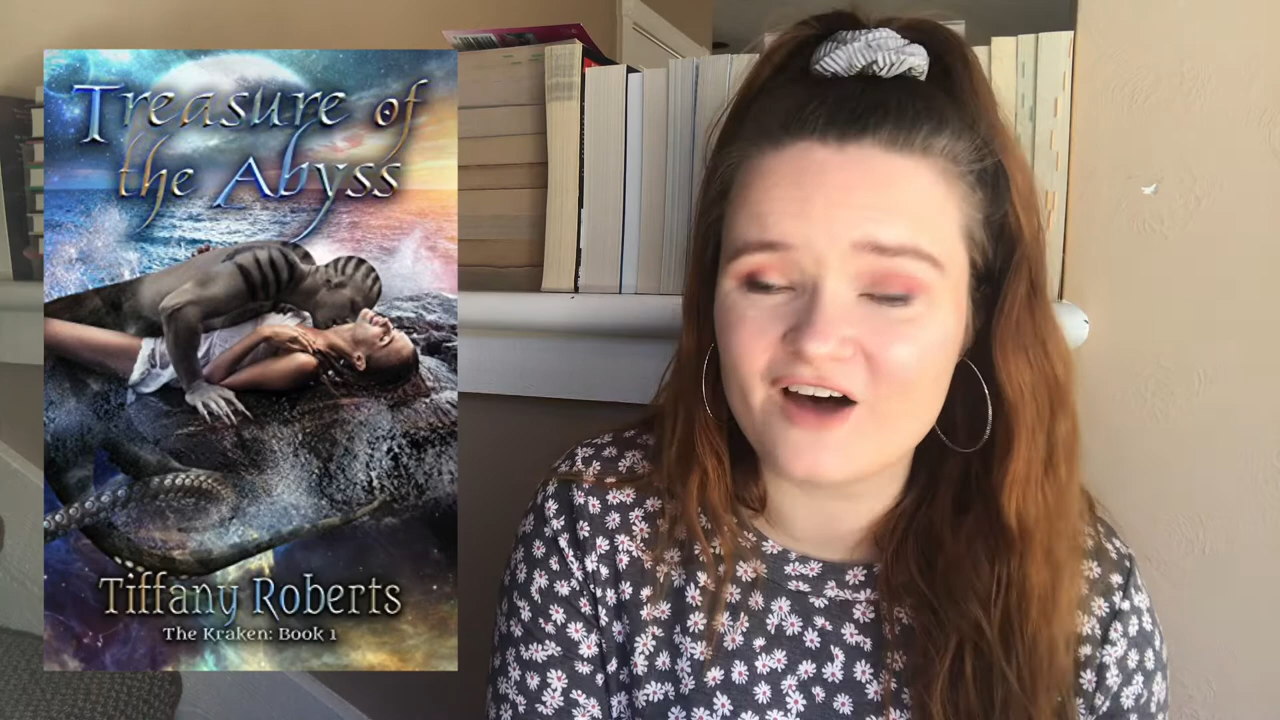 Treasure of
the Abyss
Tiffany Roberts
The Kraken: Book 1